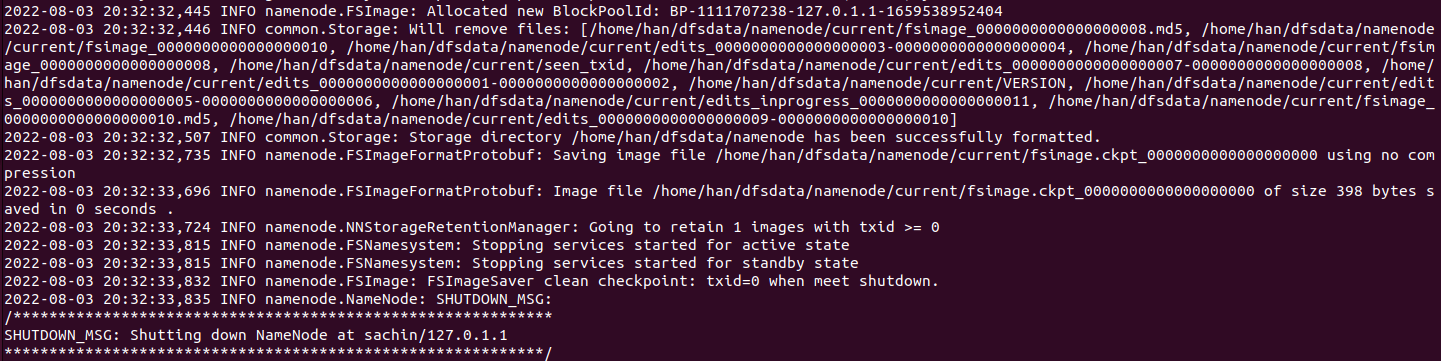 2022-08-03 20:32:32,445 INFO namenode.FSImage: Allocated new BlockPoolId: BP-1111707238-127.0.1.1-1659538952404
2022-08-03 20:32:32,446 INFO common.Storage: Will remove files: [/home/han/dfsdata/namenode/current/fsimage_0000000000000000008.md5, /home/han/dfsdata/namenode
/current/fsimage_0000000000000000010, /home/han/dfsdata/namenode/current/edits_0000000000000000003-0000000000000000004, /home/han/dfsdata/namenode/current/fsim
age_0000000000000000008, /home/han/dfsdata/namenode/current/seen_txid, /home/han/dfsdata/namenode/current/edits_0000000000000000007-0000000000000000008, /home/
han/dfsdata/namenode/current/edits_0000000000000000001-0000000000000000002, /home/han/dfsdata/namenode/current/VERSION, /home/han/dfsdata/namenode/current/edit
s_0000000000000000005-0000000000000000006, /home/han/dfsdata/namenode/current/edits_inprogress_0000000000000000011, /home/han/dfsdata/namenode/current/fsimage_
0000000000000000010.md5, /home/han/dfsdata/namenode/current/edits_0000000000000000009-0000000000000000010]
2022-08-03 20:32:32,507 INFO common.Storage: Storage directory /home/han/dfsdata/namenode has been successfully formatted.
2022-08-03 20:32:32,735 INFO namenode.FSImageFormatProtobuf: Saving image file /home/han/dfsdata/namenode/current/fsimage.ckpt_0000000000000000000 using no com
pression
2022-08-03 20:32:33,696 INFO namenode.FSImageFormatProtobuf: Image file /home/han/dfsdata/namenode/current/fsimage.ckpt_0000000000000000000 of size 398 bytes s
aved in 0 seconds .
2022-08-03 20:32:33,724 INFO namenode.NNStorageRetentionManager: Going to retain 1 images with txid >= 0
2022-08-03 20:32:33,815 INFO namenode.FSNamesystem: Stopping services started for active state
2022-08-03 20:32:33,815 INFO namenode.FSNamesystem: Stopping services started for standby state
2022-08-03 20:32:33,832 INFO namenode.FSImage: FSImageSaver clean checkpoint: txid=0 when meet shutdown.
2022-08-03 20:32:33,835 INFO namenode.NameNode: SHUTDOWN_MSG:
/************************************************************
SHUTDOWN_MSG: Shutting down NameNode at sachin/127.0.1.1
************************************************************/